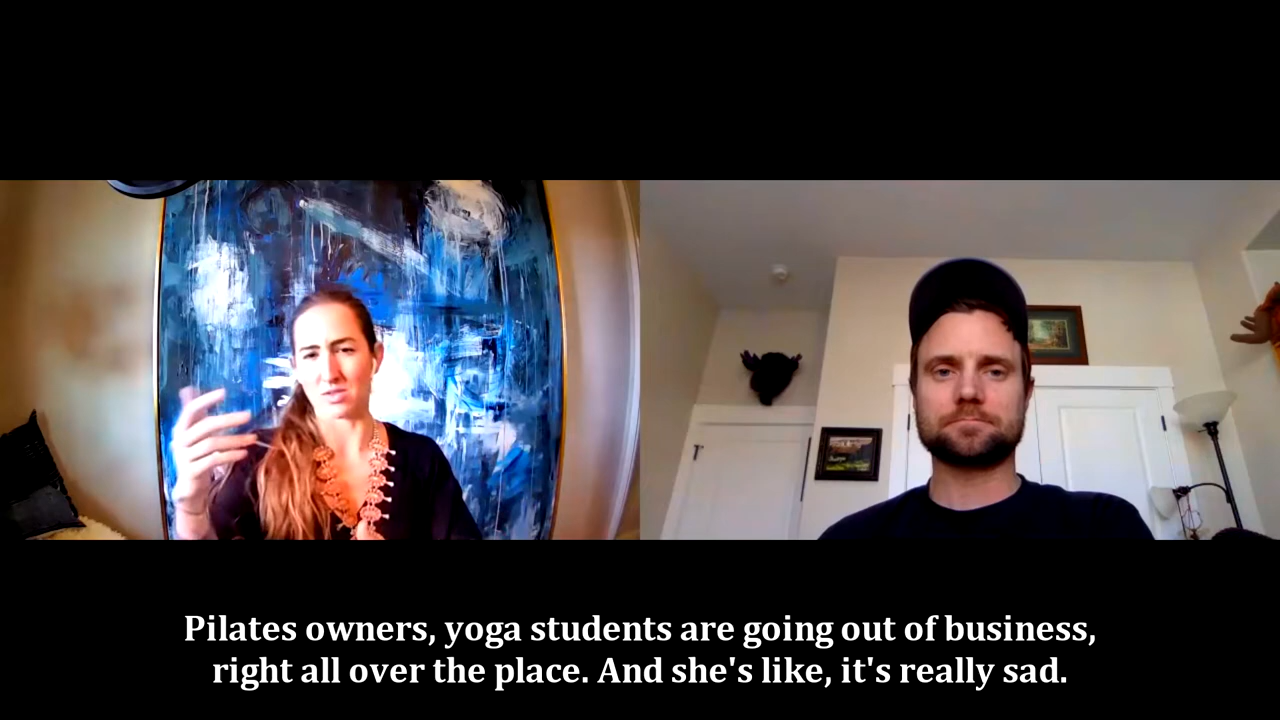 Pilates owners, yoga students are going out of business,
right all over the place. And she's like, it's really sad.